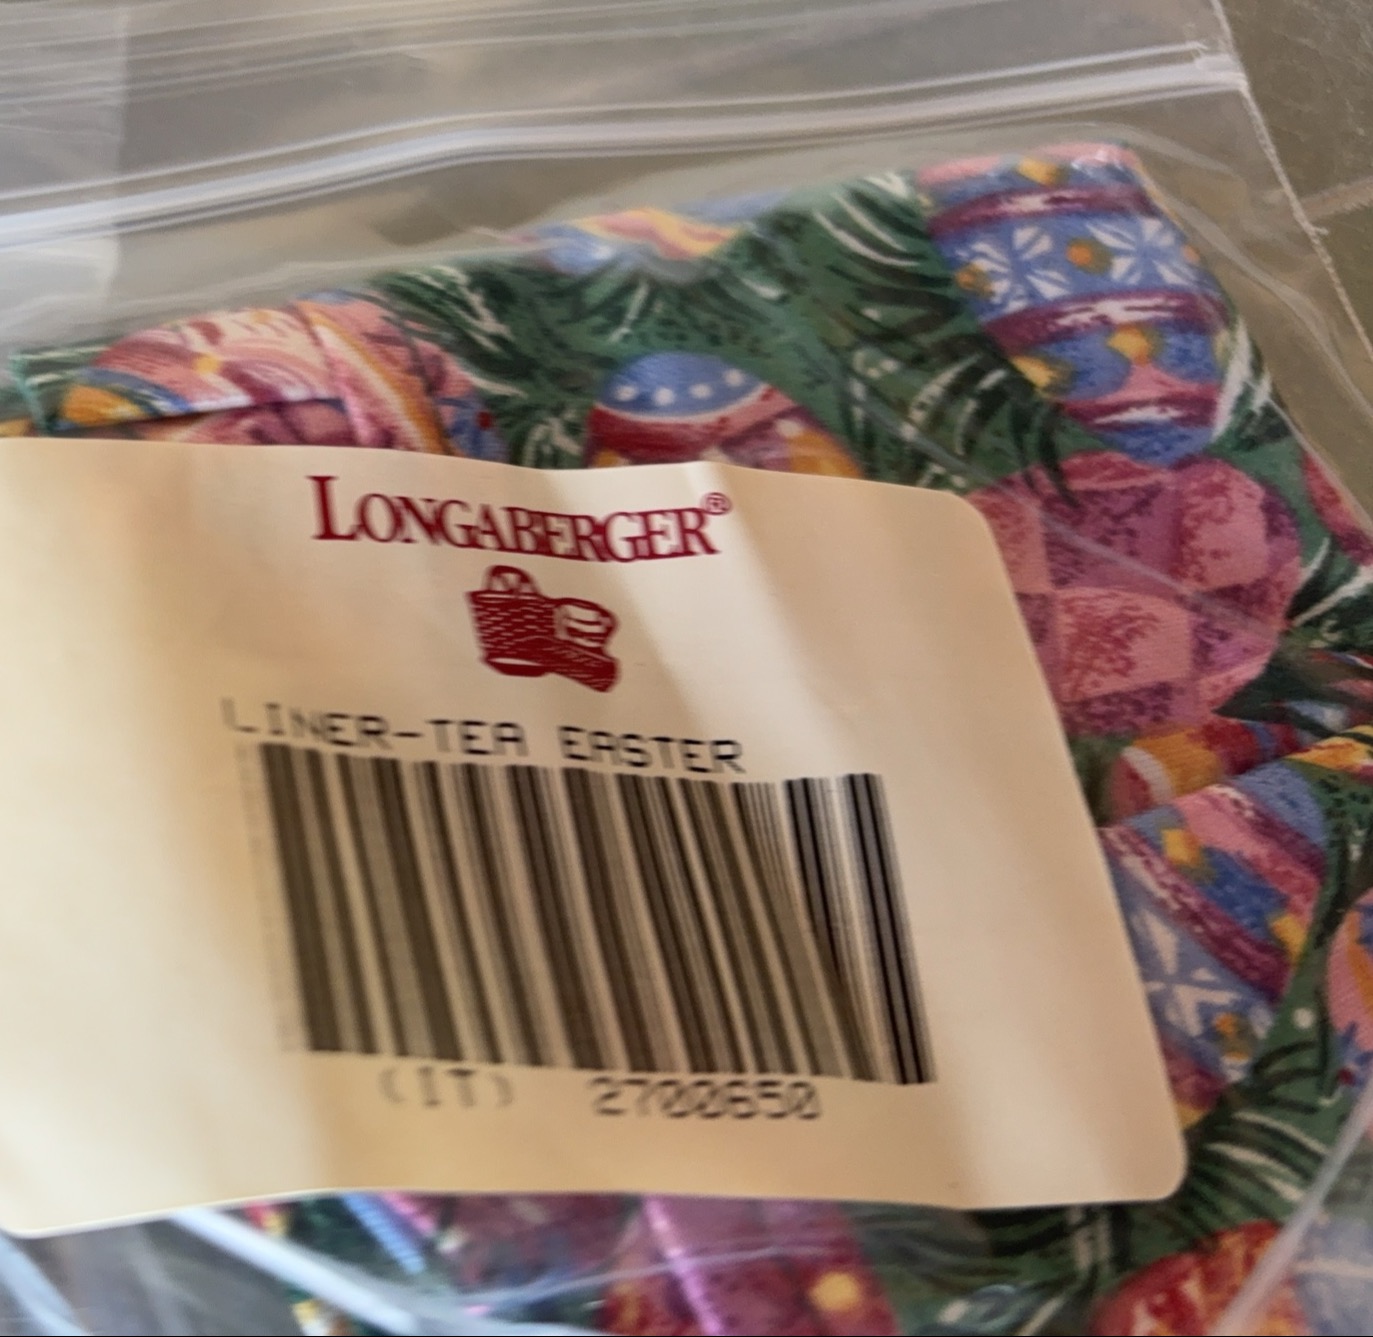 LONGABERGER®
LINER-TEA EASTER
(IT) 2700650